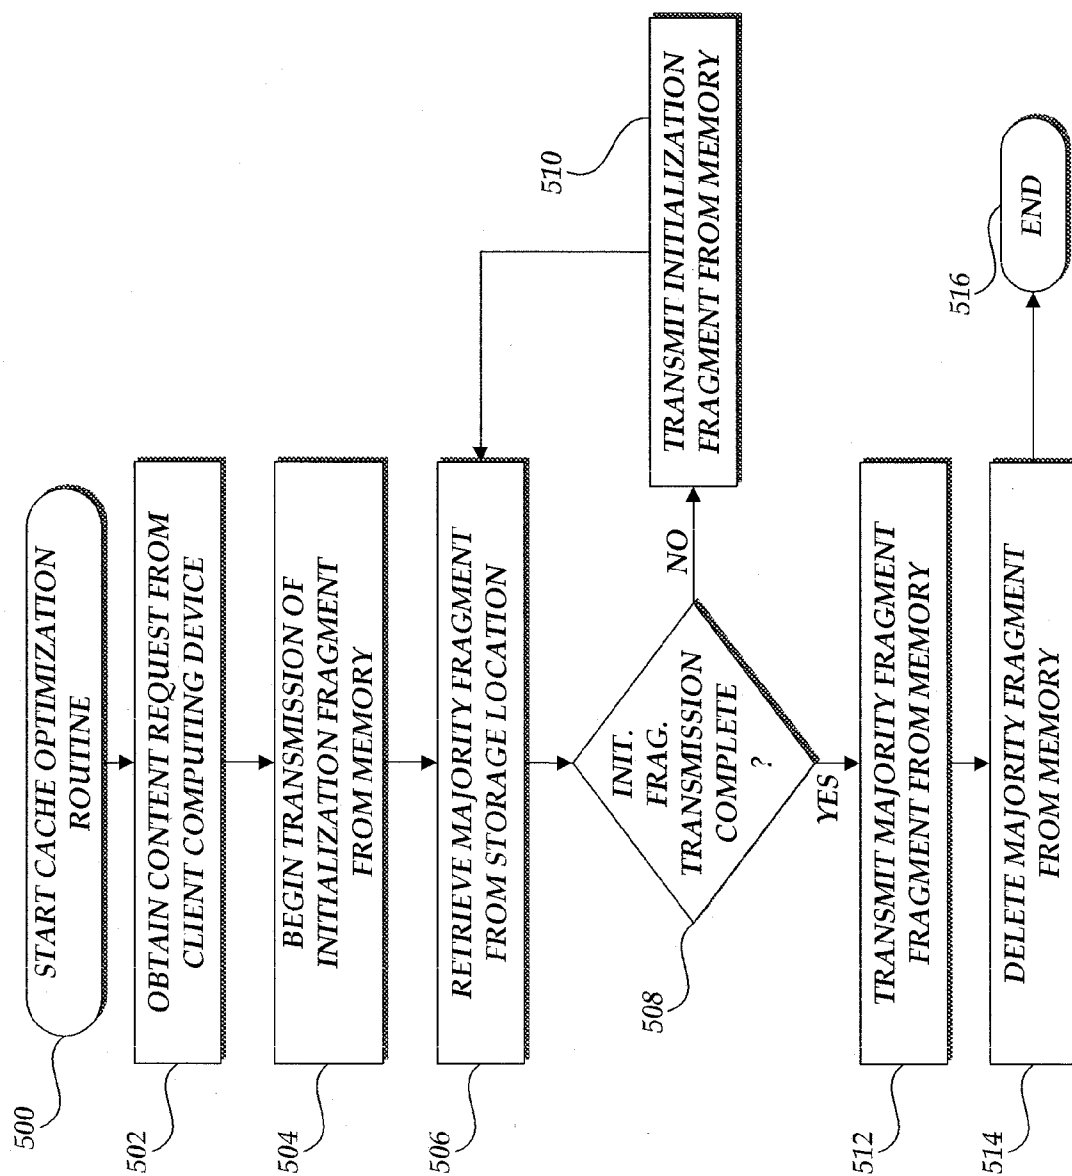 500
START CACHE OPTIMIZATION
ROUTINE
502
OBTAIN CONTENT REQUEST FROM
CLIENT COMPUTING DEVICE
504
BEGIN TRANSMISSION OF
INITIALIZATION FRAGMENT
FROM MEMORY
506
RETRIEVE MAJORITY FRAGMENT
FROM STORAGE LOCATION
508
INIT.
FRAG.
TRANSMISSION
COMPLETE
?
NO
510
TRANSMIT INITIALIZATION
FRAGMENT FROM MEMORY
YES
512
TRANSMIT MAJORITY FRAGMENT
FRAGMENT FROM MEMORY
514
DELETE MAJORITY FRAGMENT
FROM MEMORY
516
END